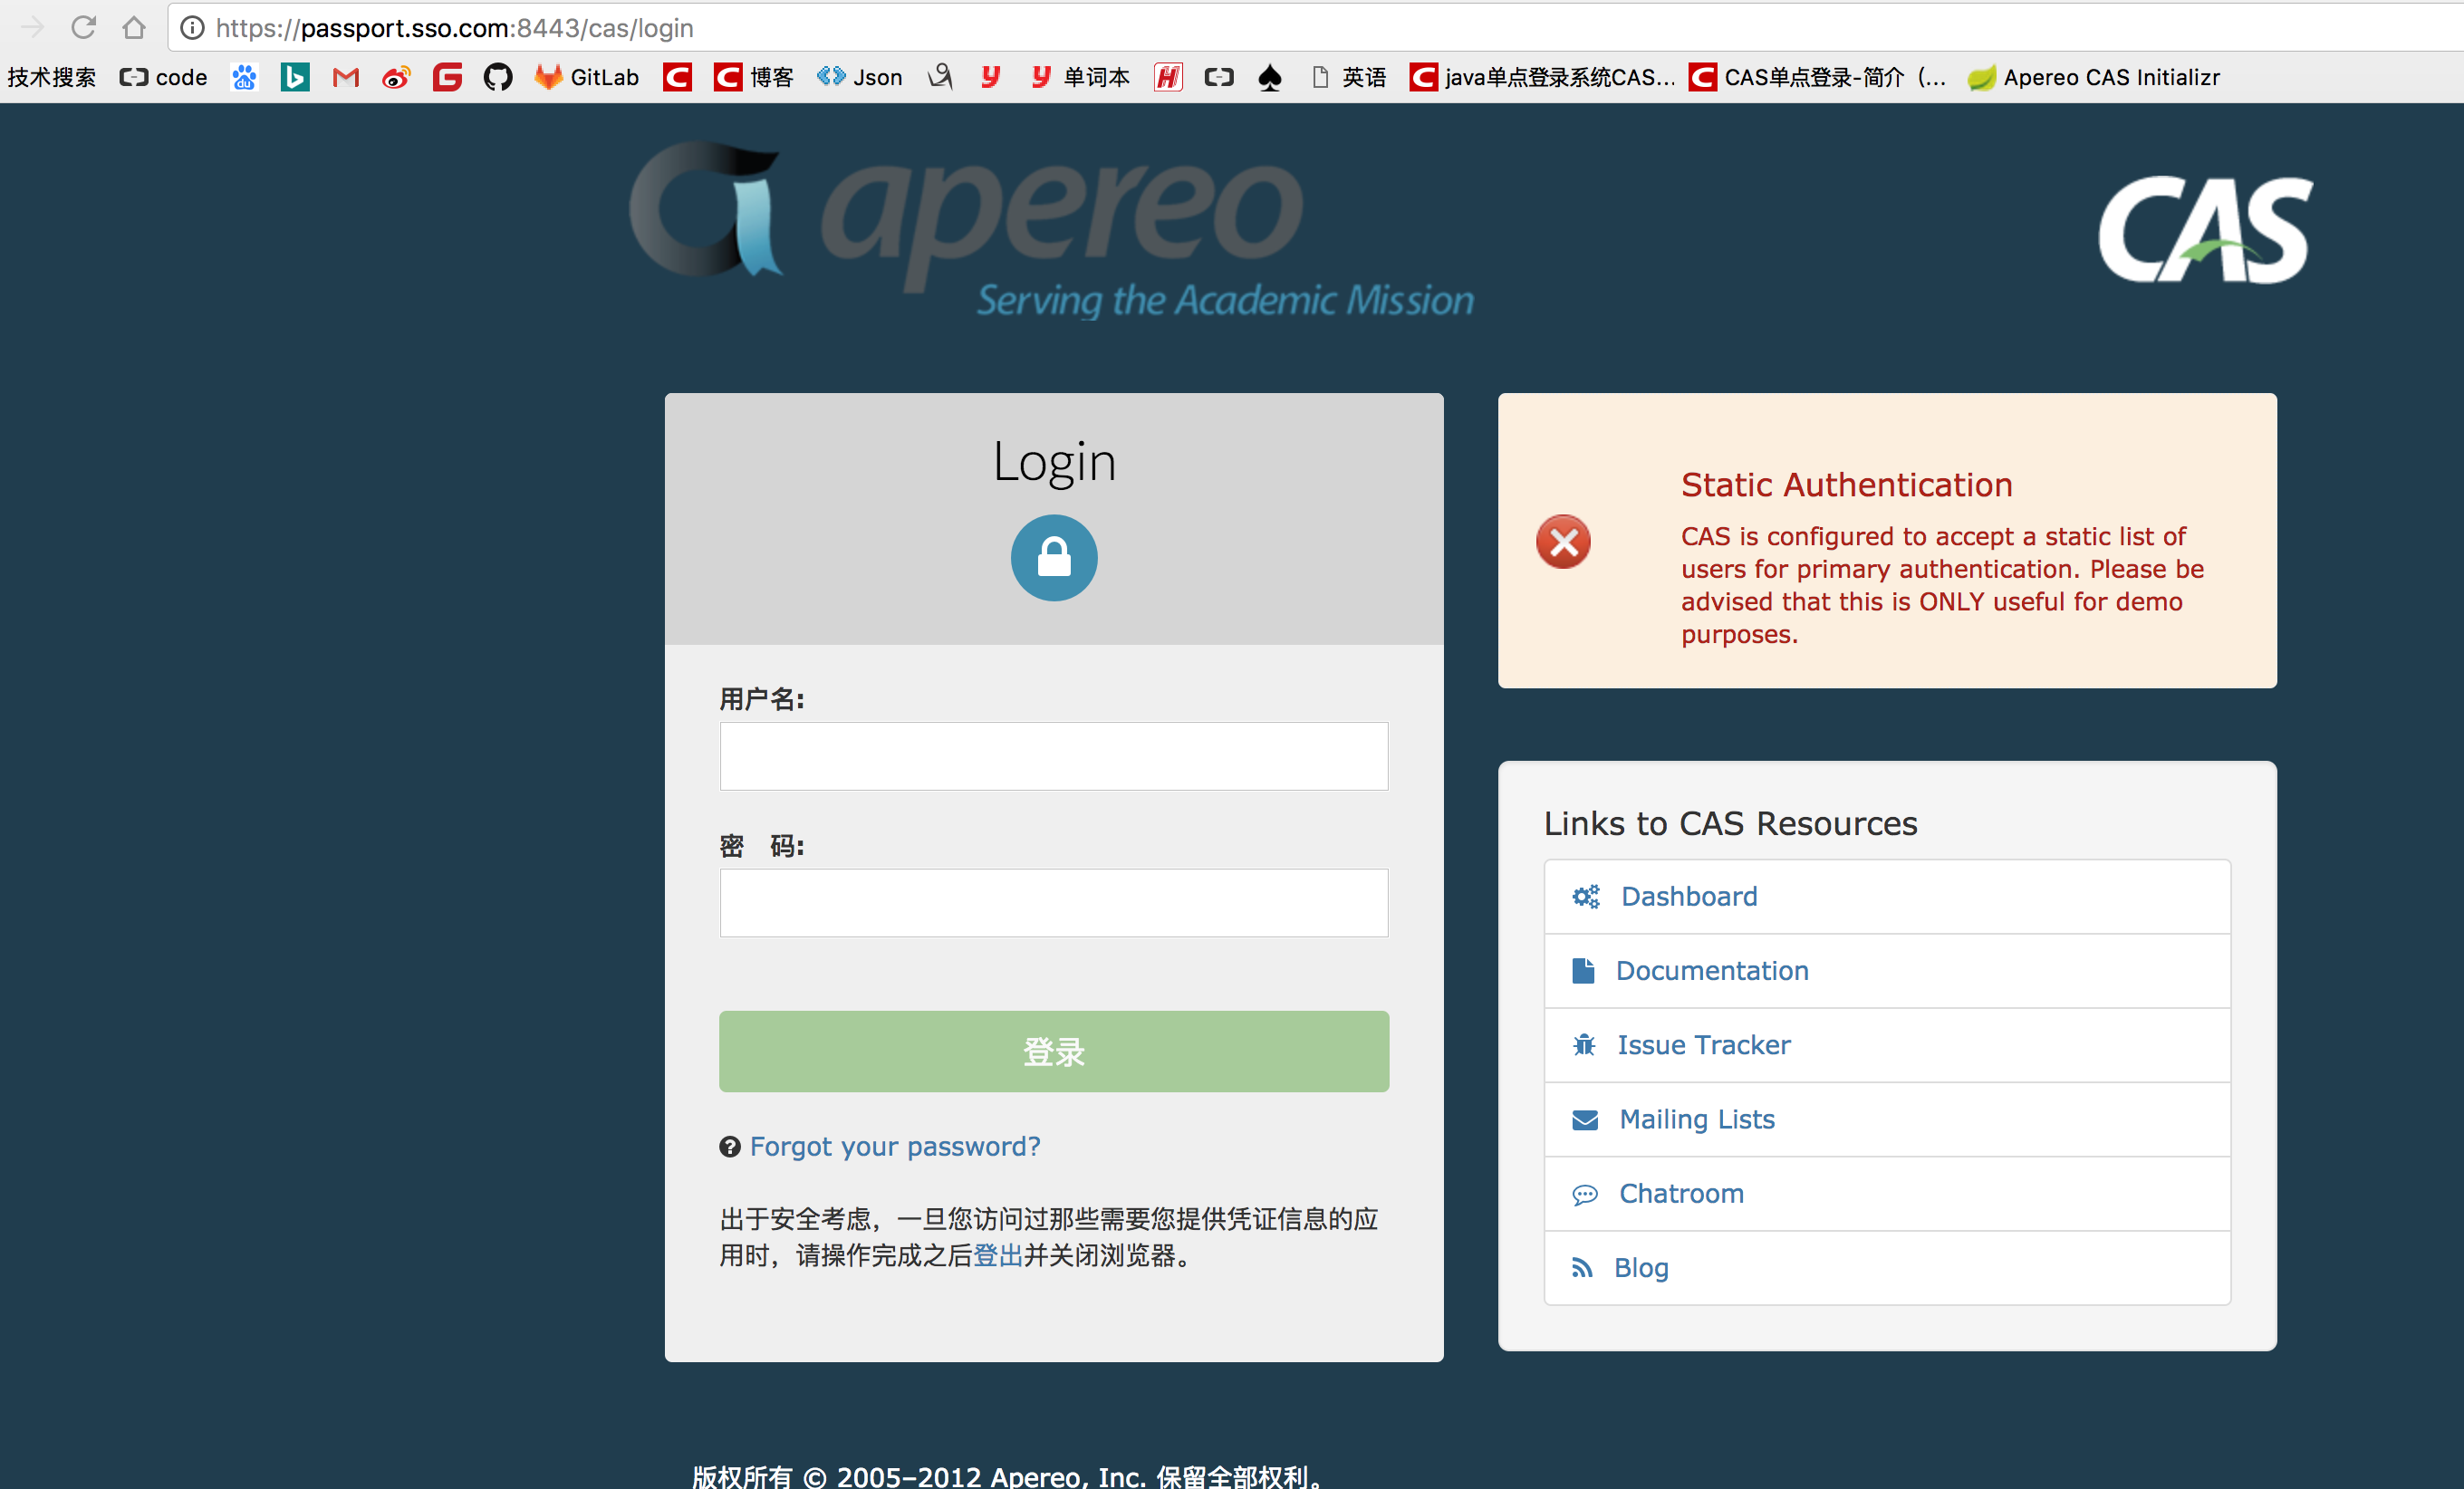 https://passport.sso.com:8443/cas/login
技术搜索 code du b GitLab C C 博客 Json y y 单词本 H 英语 C java单点登录系统CAS... C CAS单点登录-简介（... Apereo CAS Initializr
apereo
Serving the Academic Mission
CAS
Login
用户名:
密　码:
登录
Forgot your password?
出于安全考虑，一旦您访问过那些需要您提供凭证信息的应
用时，请操作完成之后登出并关闭浏览器。
Static Authentication
CAS is configured to accept a static list of
users for primary authentication. Please be
advised that this is ONLY useful for demo
purposes.
Links to CAS Resources
Dashboard
Documentation
Issue Tracker
Mailing Lists
Chatroom
Blog
版权所有 © 2005–2012 Apereo, Inc. 保留全部权利。